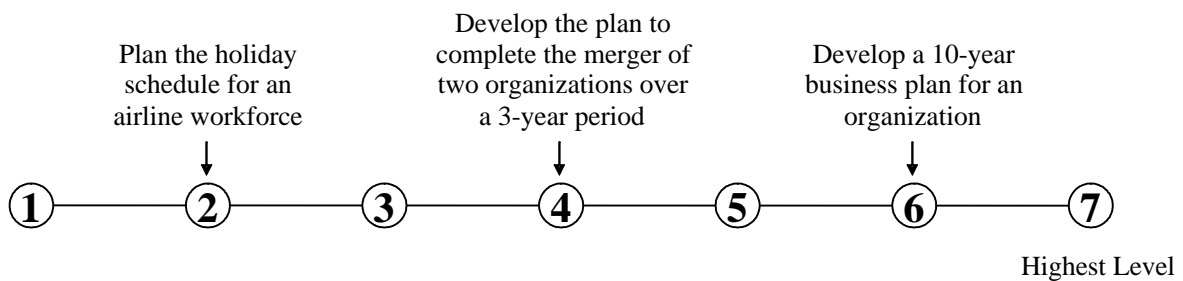 Plan the holiday
schedule for an
airline workforce
Develop the plan to
complete the merger of
two organizations over
a 3-year period
Develop a 10-year
business plan for an
organization
1 2 3 4 5 6 7
Highest Level